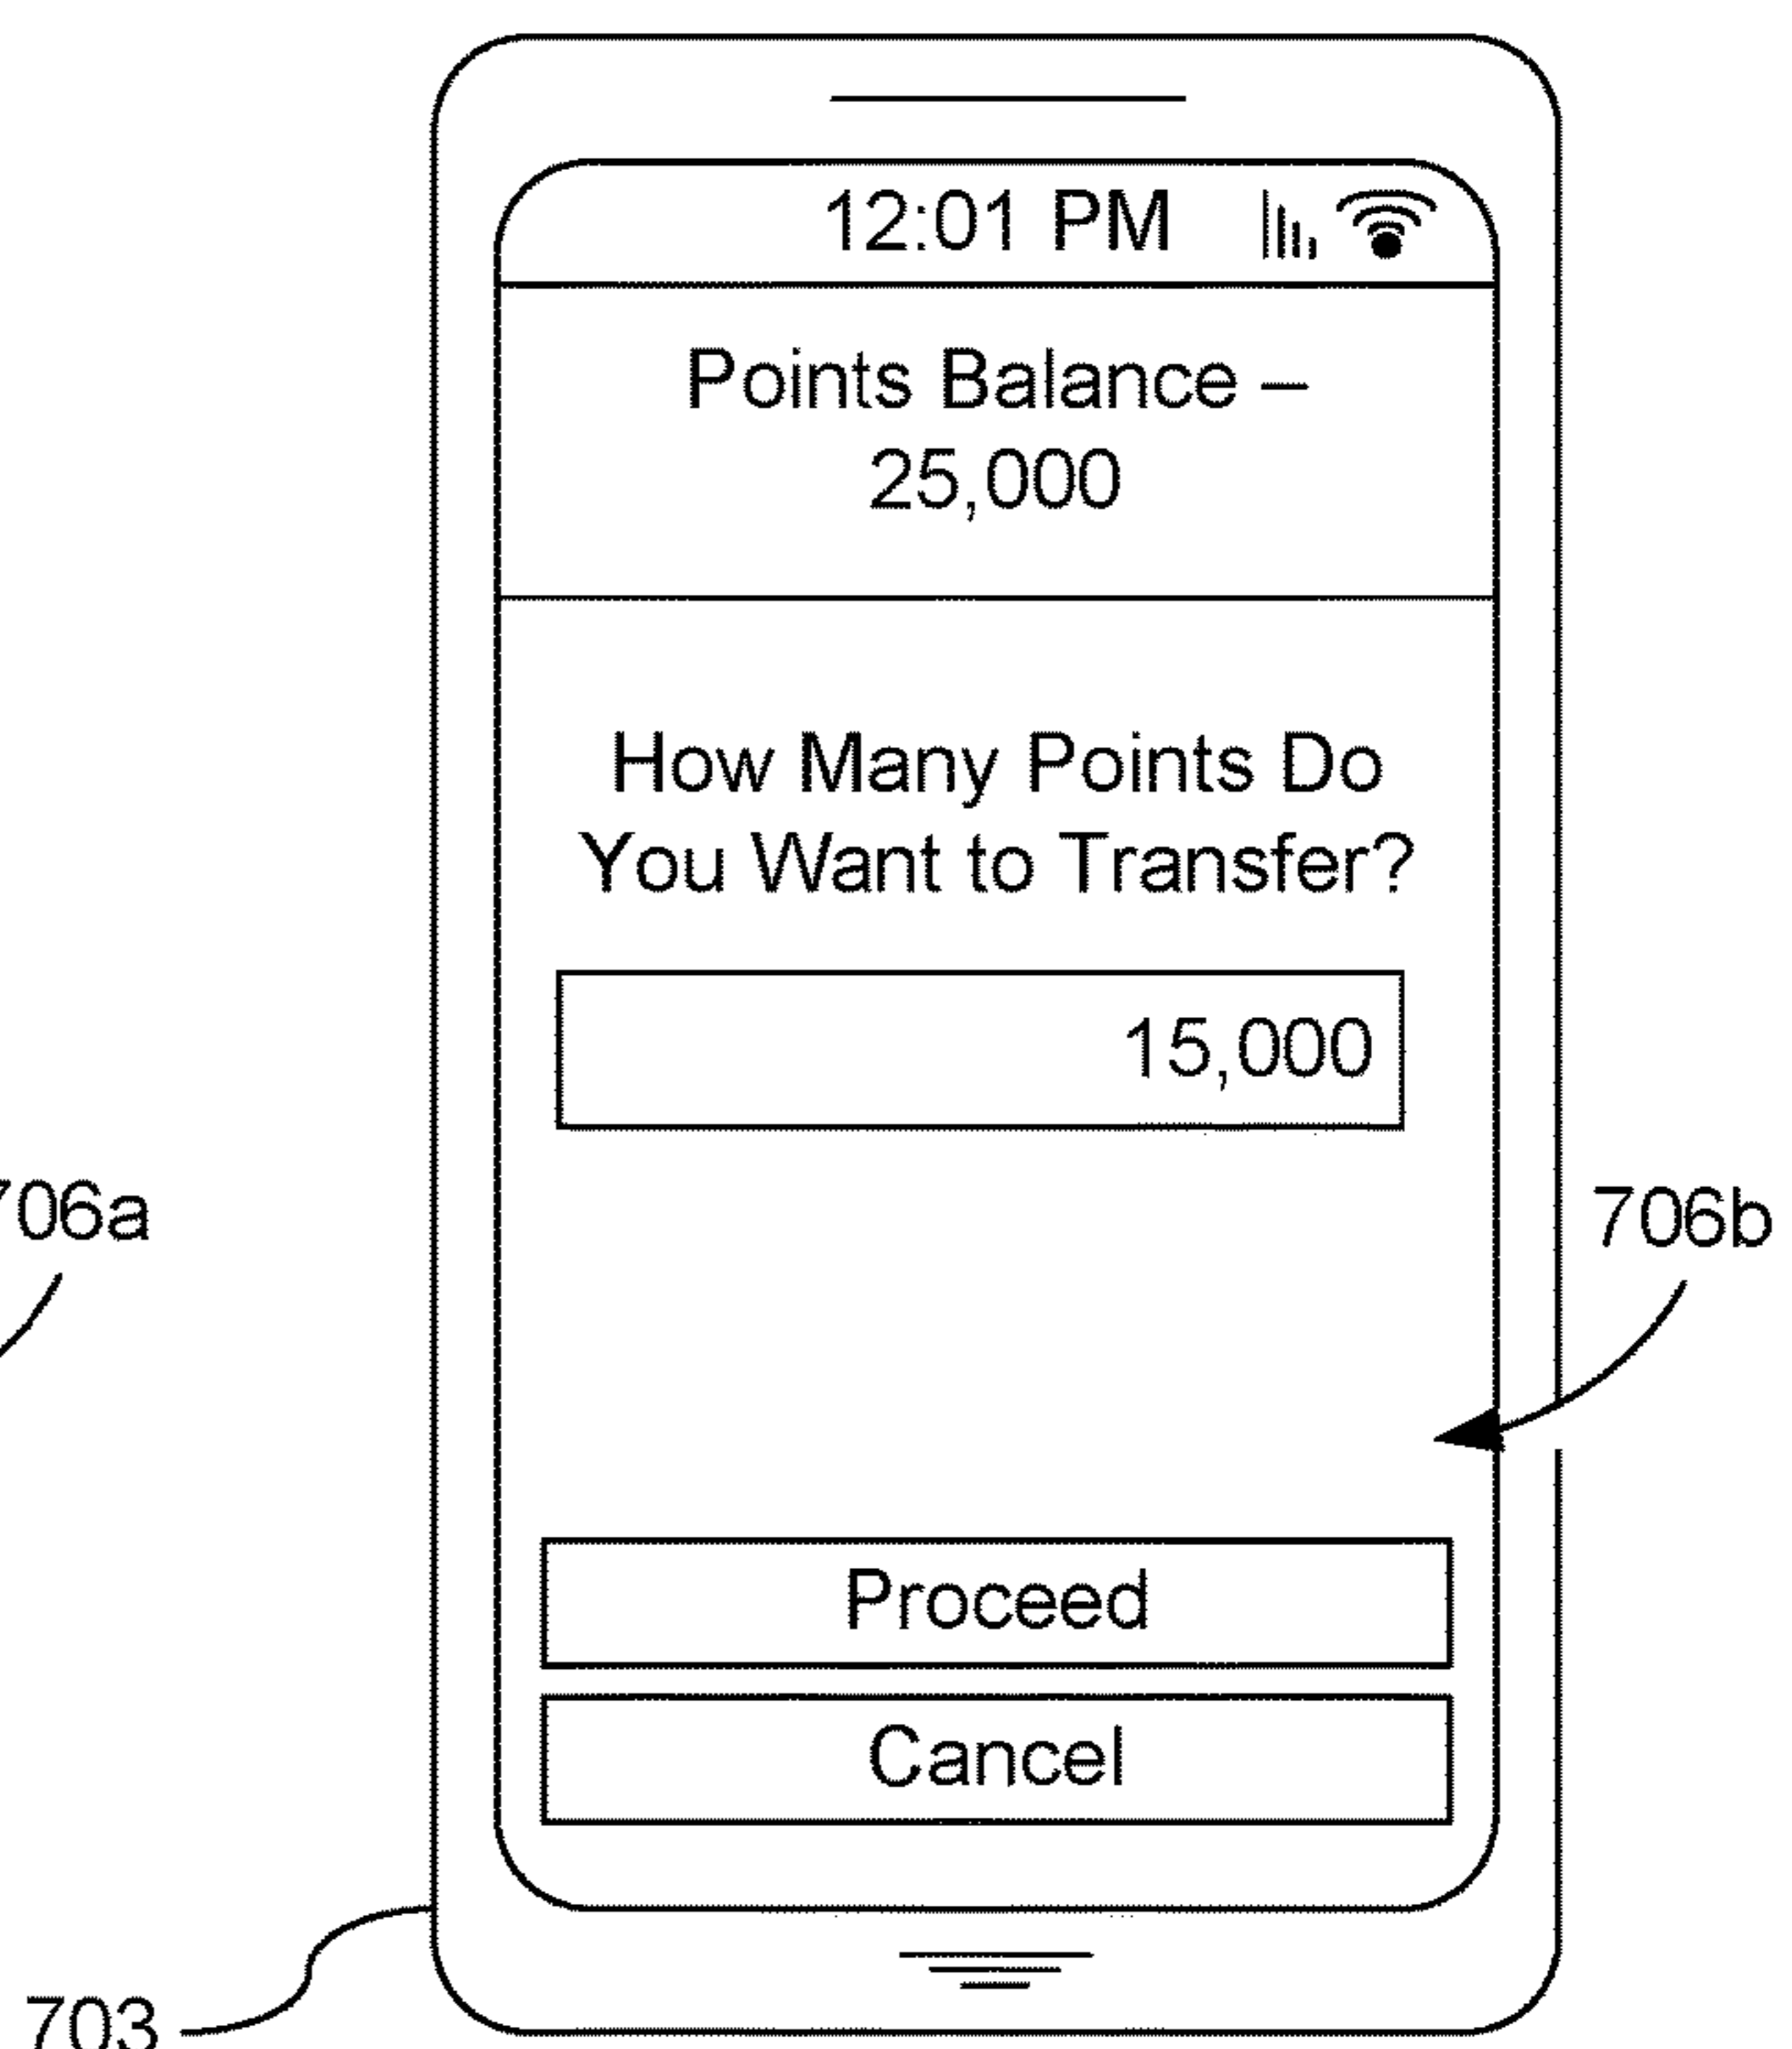 12:01 PM
Points Balance –
25,000
How Many Points Do
You Want to Transfer?
15,000
706a
706b
Proceed
Cancel
703